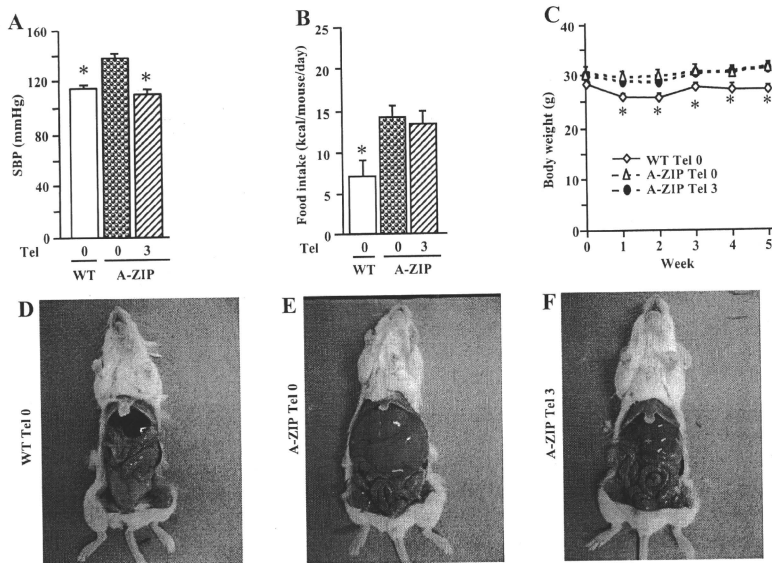 A
SBP (mmHg)
160
120
80
40
0
*
*
Tel
0
0
3
WT
A-ZIP
B
Food intake (kcal/mouse/day)
25
20
15
10
5
0
*
Tel
0
0
3
WT
A-ZIP
C
Body weight (g)
40
30
20
10
0
* * * * *
WT Tel 0
A-ZIP Tel 0
A-ZIP Tel 3
0 1 2 3 4 5
Week
D
WT Tel 0
E
A-ZIP Tel 0
F
A-ZIP Tel 3